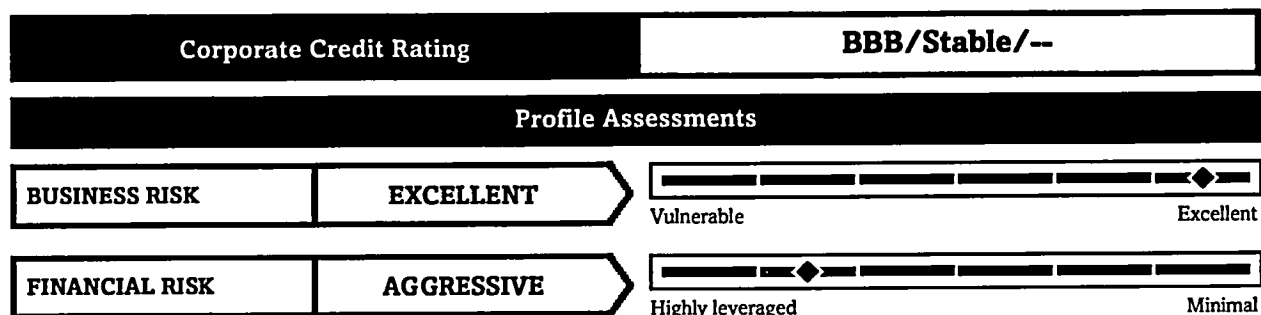 Corporate Credit Rating BBB/Stable/--
Profile Assessments
BUSINESS RISK EXCELLENT
Vulnerable Excellent
FINANCIAL RISK AGGRESSIVE
Highly leveraged Minimal